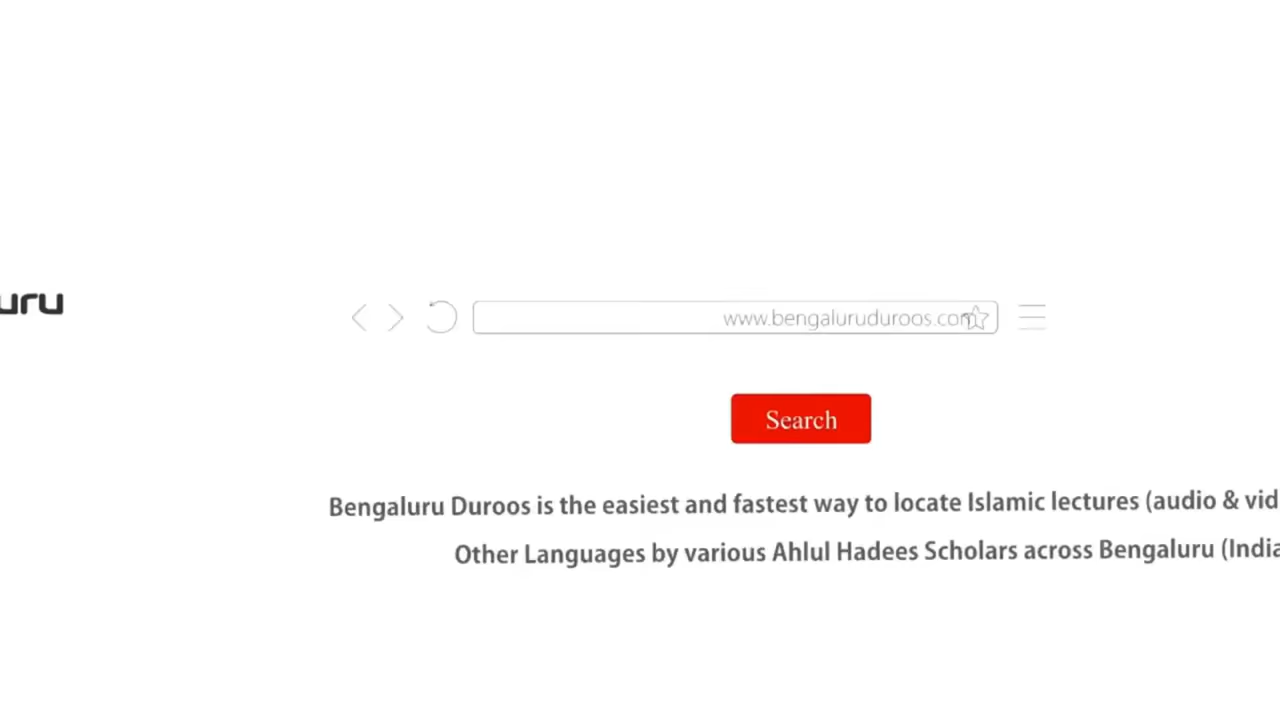 uru
www.bengaluruduroos.com
Search
Bengaluru Duroos is the easiest and fastest way to locate Islamic lectures (audio & vid
Other Languages by various Ahlul Hadees Scholars across Bengaluru (India